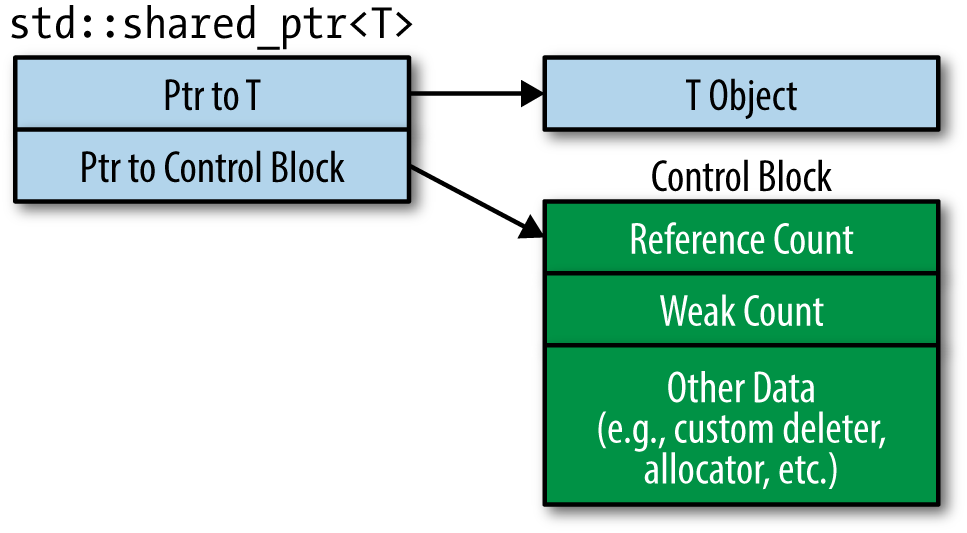 std::shared_ptr<T>
Ptr to T
T Object
Ptr to Control Block
Control Block
Reference Count
Weak Count
Other Data
(e.g., custom deleter,
allocator, etc.)